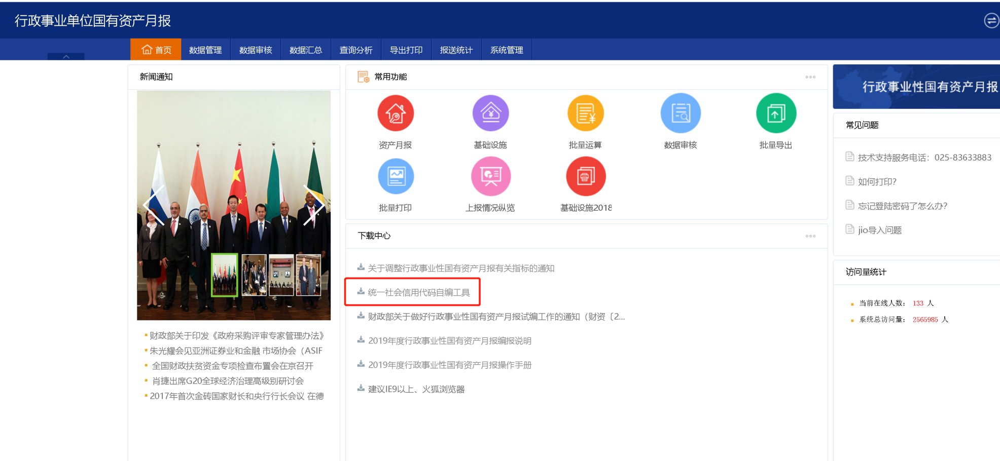 行政事业单位国有资产月报
首页 数据管理 数据审核 数据汇总 查询分析 导出打印 报送统计 系统管理
新闻通知
财政部关于印发《政府采购评审专家管理办法》
朱光耀会见亚洲证券业和金融 市场协会（ASIF
全国财政扶贫资金专项检查布置会在京召开
肖捷出席G20全球经济治理高级别研讨会
2017年首次金砖国家财长和央行行长会议 在德
常用功能
资产月报 基础设施 批量运算 数据审核 批量导出
批量打印 上报情况纵览 基础设施2018
下载中心
关于调整行政事业性国有资产月报有关指标的通知
统一社会信用代码自编工具
财政部关于做好行政事业性国有资产月报试编工作的通知（财资〔2...
2019年度行政事业性国有资产月报编报说明
2019年度行政事业性国有资产月报操作手册
建议IE9以上、火狐浏览器
行政事业性国有资产月报
常见问题
技术支持服务电话：025-83633883
如何打印?
忘记登陆密码了怎么办?
jio导入问题
访问量统计
当前在线人数： 133 人
系统总访问量： 2565985 人